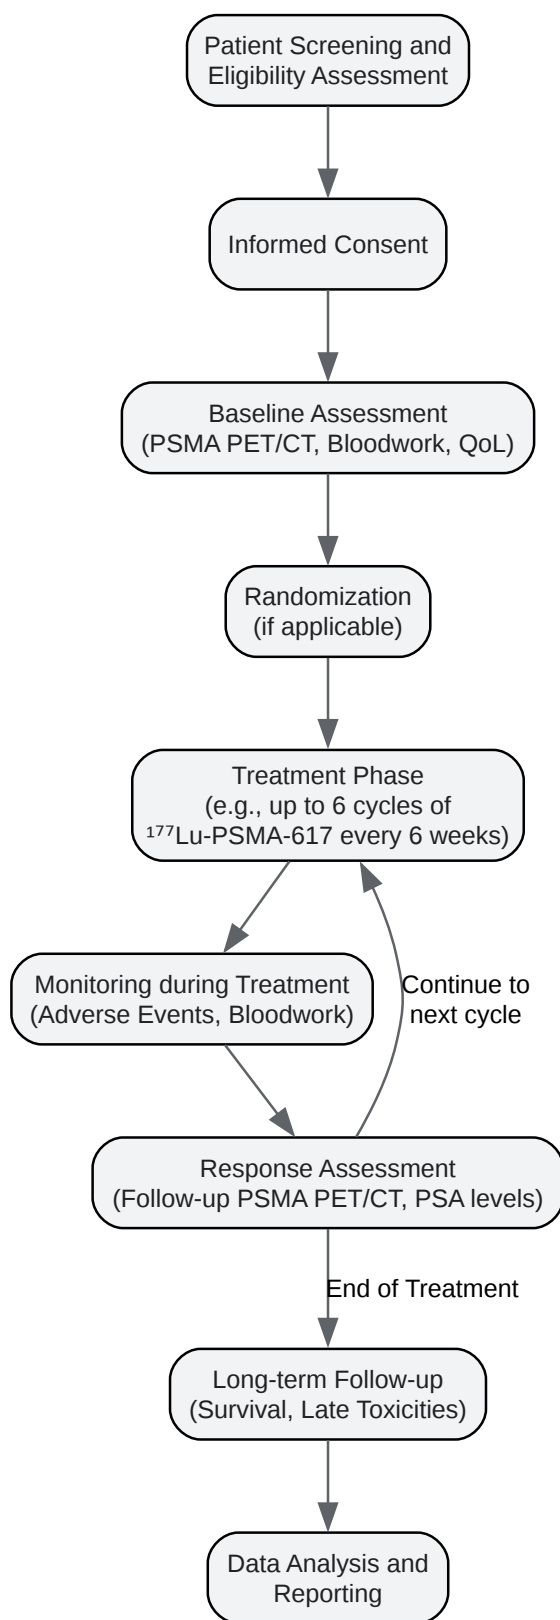 Patient Screening and
Eligibility Assessment
Informed Consent
Baseline Assessment
(PSMA PET/CT, Bloodwork, QoL)
Randomization
(if applicable)
Treatment Phase
(e.g., up to 6 cycles of
¹⁷⁷Lu-PSMA-617 every 6 weeks)
Monitoring during Treatment
(Adverse Events, Bloodwork)
Continue to
next cycle
Response Assessment
(Follow-up PSMA PET/CT, PSA levels)
End of Treatment
Long-term Follow-up
(Survival, Late Toxicities)
Data Analysis and
Reporting